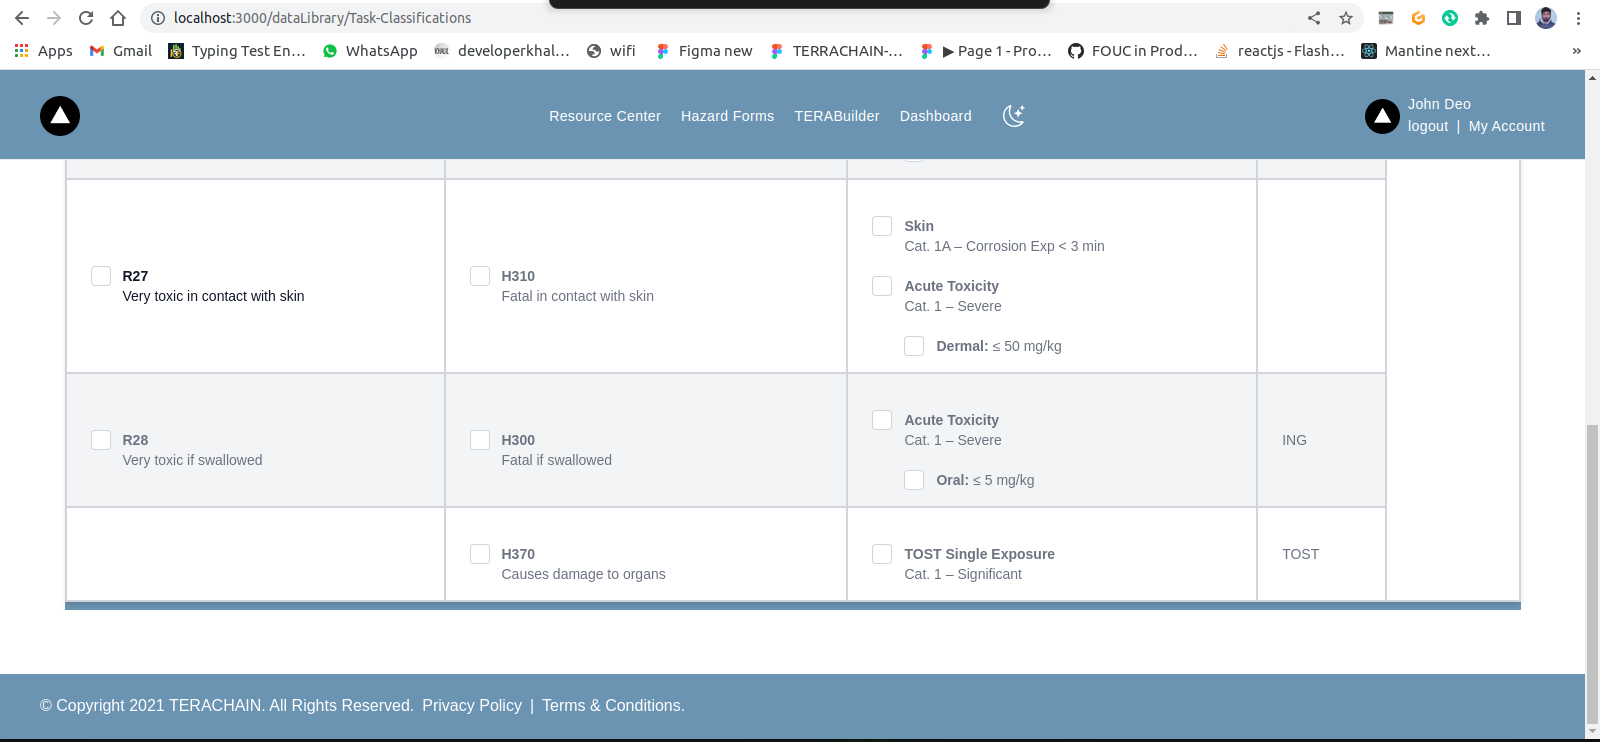 localhost:3000/dataLibrary/Task-Classifications
Apps Gmail Typing Test En... WhatsApp developerkhal... wifi Figma new TERRACHAIN-... ▶ Page 1 - Pro... FOUC in Prod... reactjs - Flash... Mantine next... »
Resource Center Hazard Forms TERABuilder Dashboard
John Deo
logout | My Account
Skin
Cat. 1A – Corrosion Exp < 3 min
R27
Very toxic in contact with skin
H310
Fatal in contact with skin
Acute Toxicity
Cat. 1 – Severe
Dermal: ≤ 50 mg/kg
R28
Very toxic if swallowed
H300
Fatal if swallowed
Acute Toxicity
Cat. 1 – Severe
Oral: ≤ 5 mg/kg
ING
H370
Causes damage to organs
TOST Single Exposure
Cat. 1 – Significant
TOST
© Copyright 2021 TERACHAIN. All Rights Reserved. Privacy Policy | Terms & Conditions.